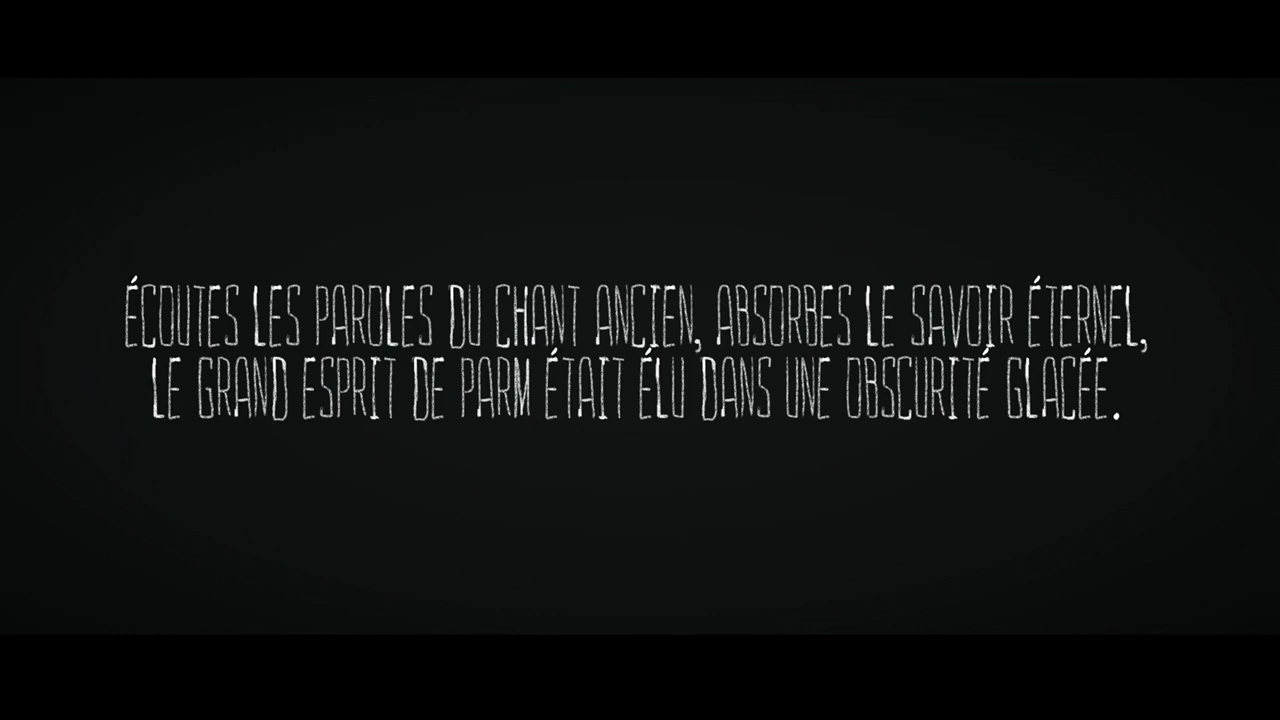 ÉCOUTES LES PAROLES DU CHANT ANCIEN, ABSORBES LE SAVOIR ÉTERNEL,
LE GRAND ESPRIT DE PARM ÉTAIT ÉLU DANS UNE OBSCURITÉ GLACÉE.